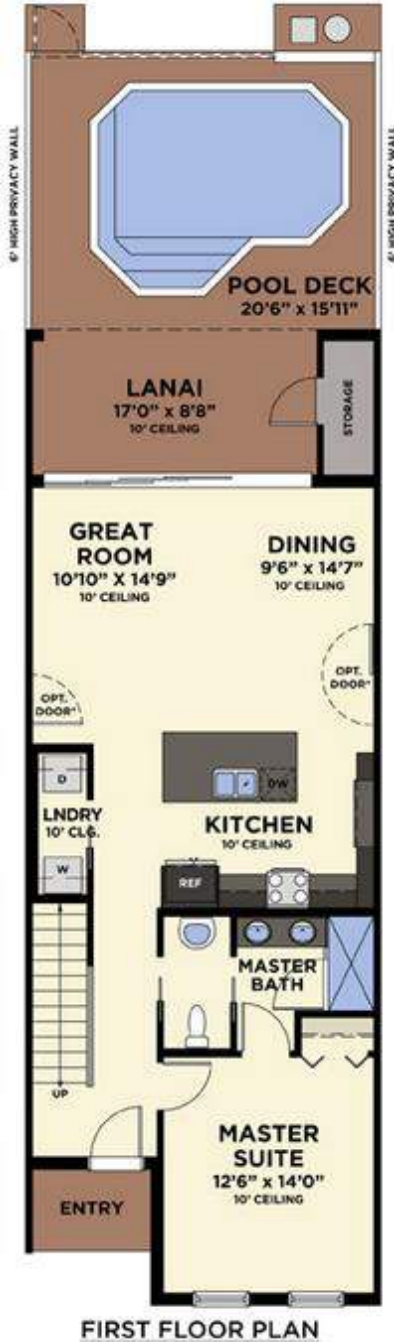 6' HIGH PRIVACY WALL
6' HIGH PRIVACY WALL
POOL DECK
20'6" x 15'11"
LANAI
17'0" x 8'8"
10' CEILING
STORAGE
GREAT
ROOM
10'10" X 14'9"
10' CEILING
DINING
9'6" x 14'7"
10' CEILING
OPT.
DOOR*
OPT.
DOOR*
D
LNDRY
10' CLG.
W
DW
KITCHEN
10' CEILING
REF
MASTER
BATH
UP
MASTER
SUITE
12'6" x 14'0"
10' CEILING
ENTRY
FIRST FLOOR PLAN